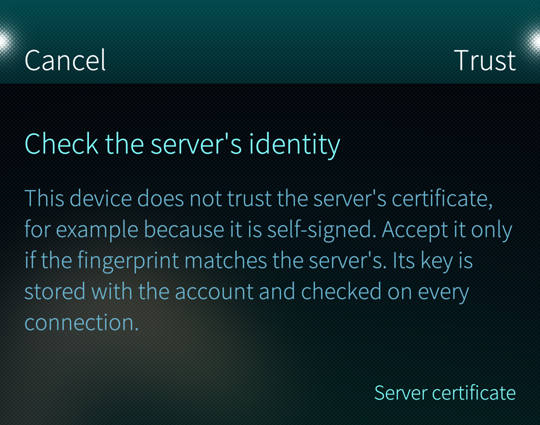 Cancel
Trust
Check the server's identity
This device does not trust the server's certificate,
for example because it is self-signed. Accept it only
if the fingerprint matches the server's. Its key is
stored with the account and checked on every
connection.
Server certificate